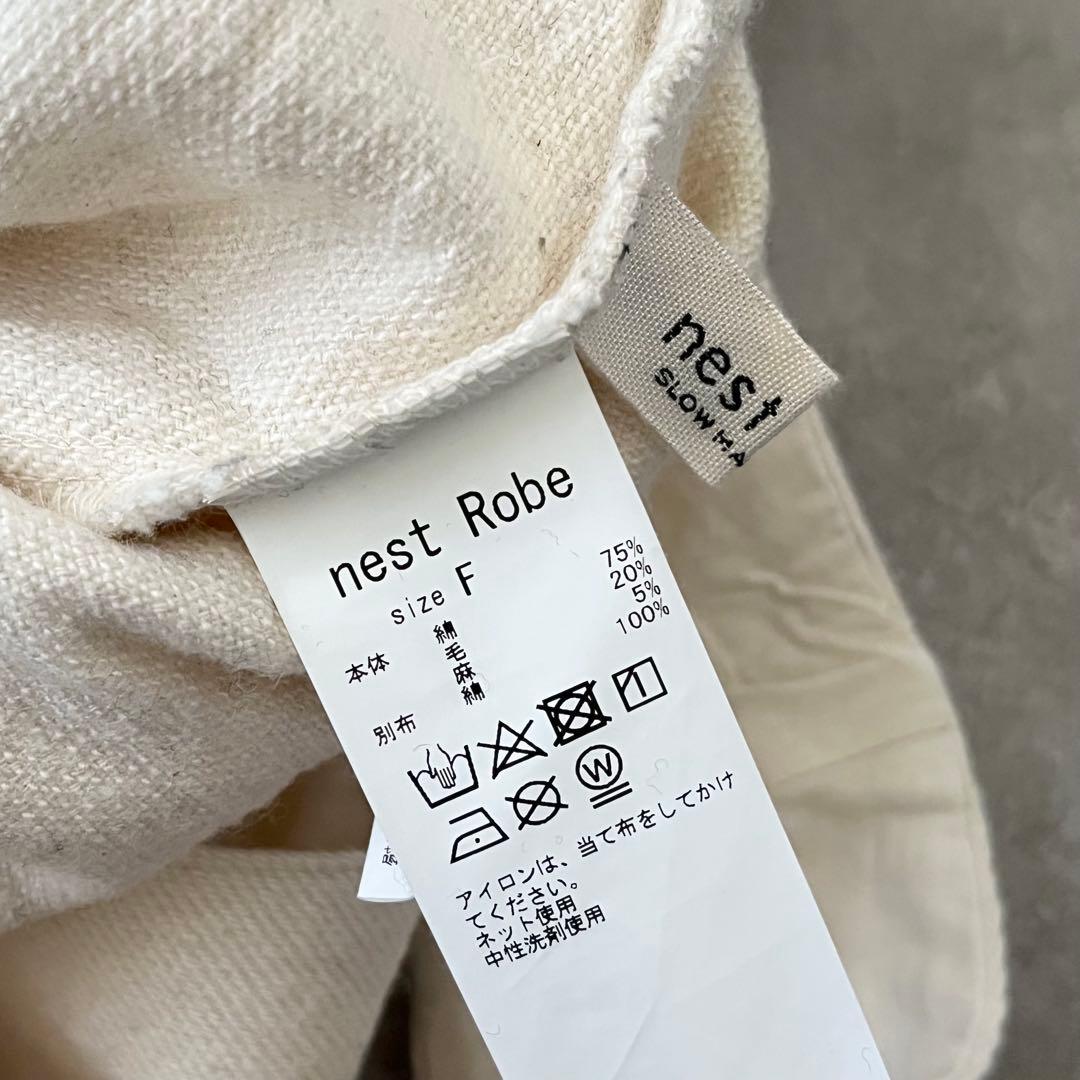 nest
SLOW
nest Robe
size F
本体 綿 75%
毛 20%
麻 5%
別布 綿 100%
W
アイロンは、当て布をしてかけ
てください。
ネット使用
中性洗剤使用